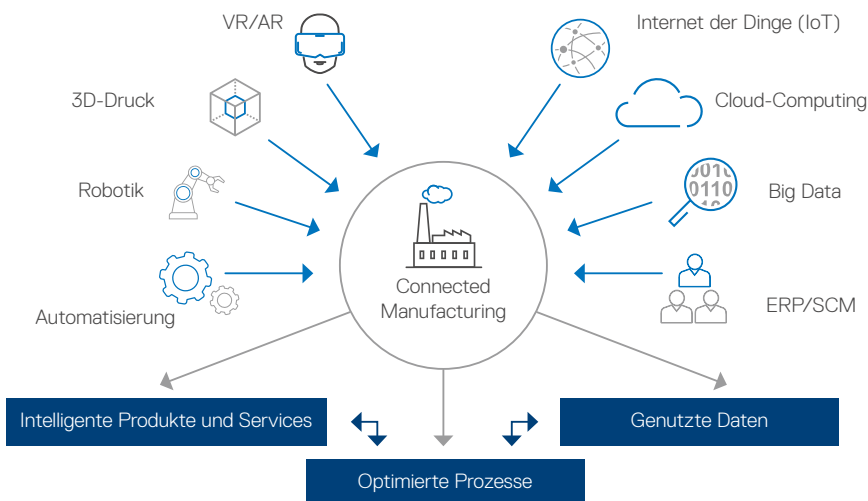 VR/AR
Internet der Dinge (IoT)
3D-Druck
Cloud-Computing
Robotik
Big Data
Automatisierung
ERP/SCM
Connected
Manufacturing
Intelligente Produkte und Services
Genutzte Daten
Optimierte Prozesse